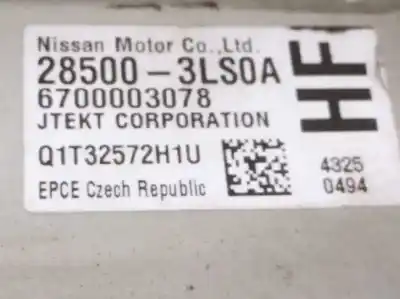 Nissan Motor Co.,Ltd.
28500-3LS0A
6700003078
JTEKT CORPORATION
Q1T32572H1U
EPCE Czech Republic
HF
4325
0494